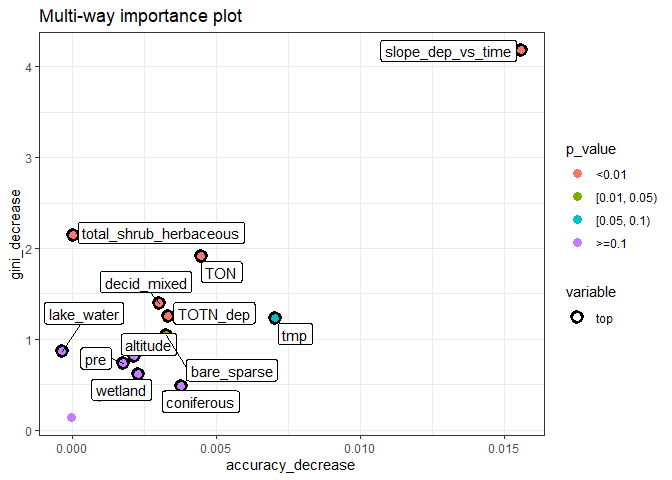 Multi-way importance plot
slope_dep_vs_time
total_shrub_herbaceous
TON
decid_mixed
lake_water
TOTN_dep
tmp
altitude
pre
bare_sparse
wetland
coniferous
4
3
2
1
0
gini_decrease
0.000
0.005
0.010
0.015
accuracy_decrease
p_value
<0.01
[0.01, 0.05)
[0.05, 0.1)
>=0.1
variable
top